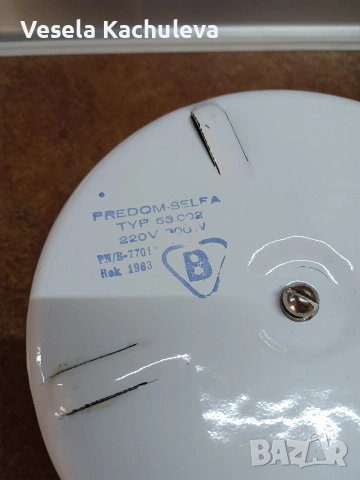 Vesela Kachuleva
PREDOM-SELFA
TYP 53.002
220V
PN/E-7701
Rok 1983
B
BAZAR